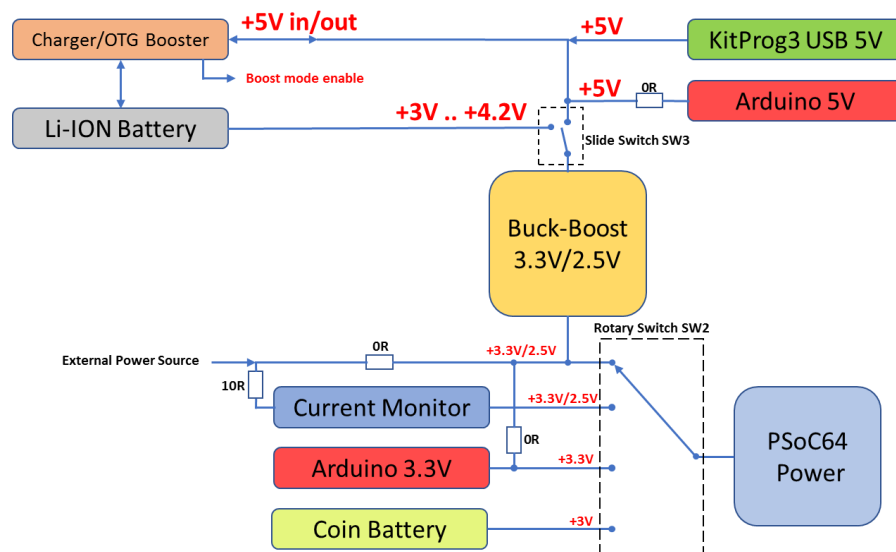 Charger/OTG Booster
+5V in/out
+5V
KitProg3 USB 5V
Boost mode enable
+5V
0R
Arduino 5V
Li-ION Battery
+3V .. +4.2V
Slide Switch SW3
Buck-Boost
3.3V/2.5V
Rotary Switch SW2
External Power Source
0R
+3.3V/2.5V
10R
Current Monitor
+3.3V/2.5V
0R
Arduino 3.3V
+3.3V
PSoC64
Power
Coin Battery
+3V